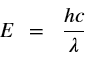 E = hc/λ